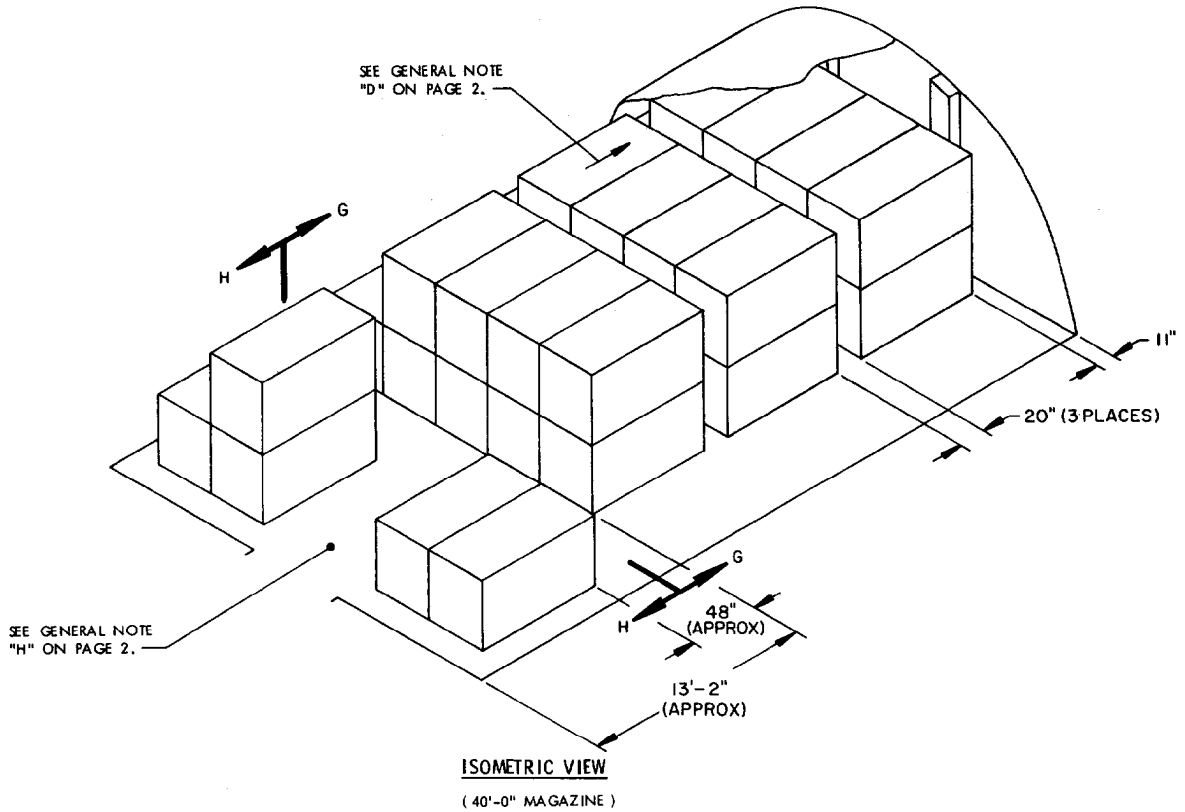 SEE GENERAL NOTE
"D" ON PAGE 2.
G
H
11"
20" (3 PLACES)
SEE GENERAL NOTE
"H" ON PAGE 2.
G
H
48"
(APPROX)
13'-2"
(APPROX)
ISOMETRIC VIEW
( 40'-0" MAGAZINE )